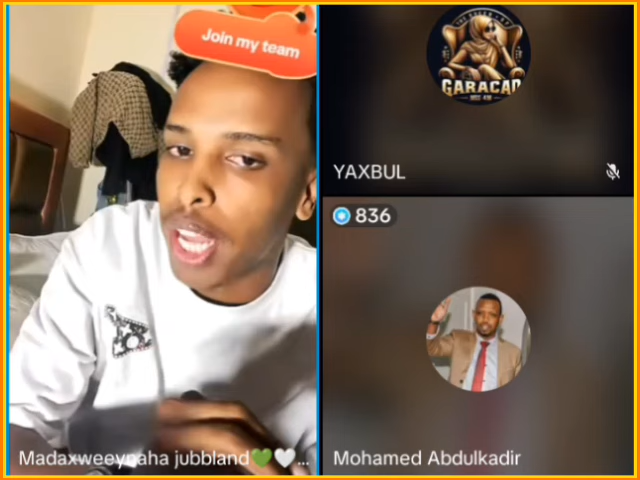 Join my team
GARACAD
YAXBUL
836
Madaxweeynaha jubbland💚🤍...
Mohamed Abdulkadir